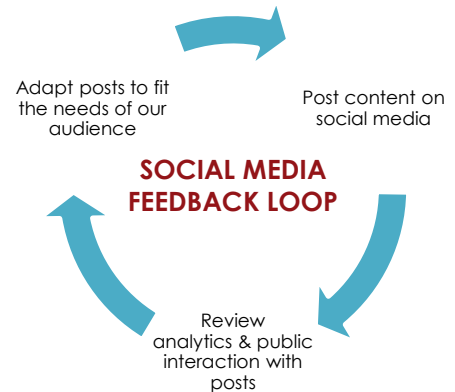 Adapt posts to fit
the needs of our
audience
Post content on
social media
SOCIAL MEDIA
FEEDBACK LOOP
Review
analytics & public
interaction with
posts